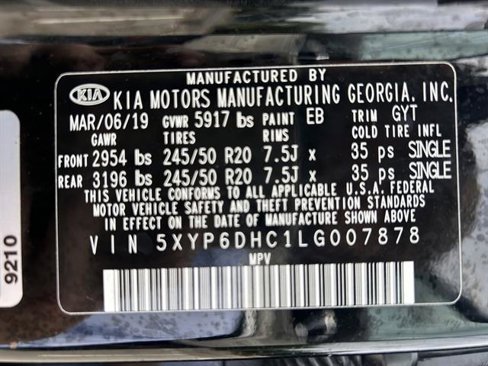 MANUFACTURED BY
KIA KIA MOTORS MANUFACTURING GEORGIA, INC.
MAR/06/19 GVWR 5917 lbs PAINT EB TRIM GYT
GAWR TIRES RIMS COLD TIRE INFL
FRONT 2954 lbs 245/50 R20 7.5J x 35 ps SINGLE
REAR 3196 lbs 245/50 R20 7.5J x 35 ps SINGLE
THIS VEHICLE CONFORMS TO ALL APPLICABLE U.S.A. FEDERAL
MOTOR VEHICLE SAFETY AND THEFT PREVENTION STANDARDS
IN EFFECT ON THE DATE OF MANUFACTURE SHOWN ABOVE.
VIN 5XYP6DHC1LG007878
MPV
9210